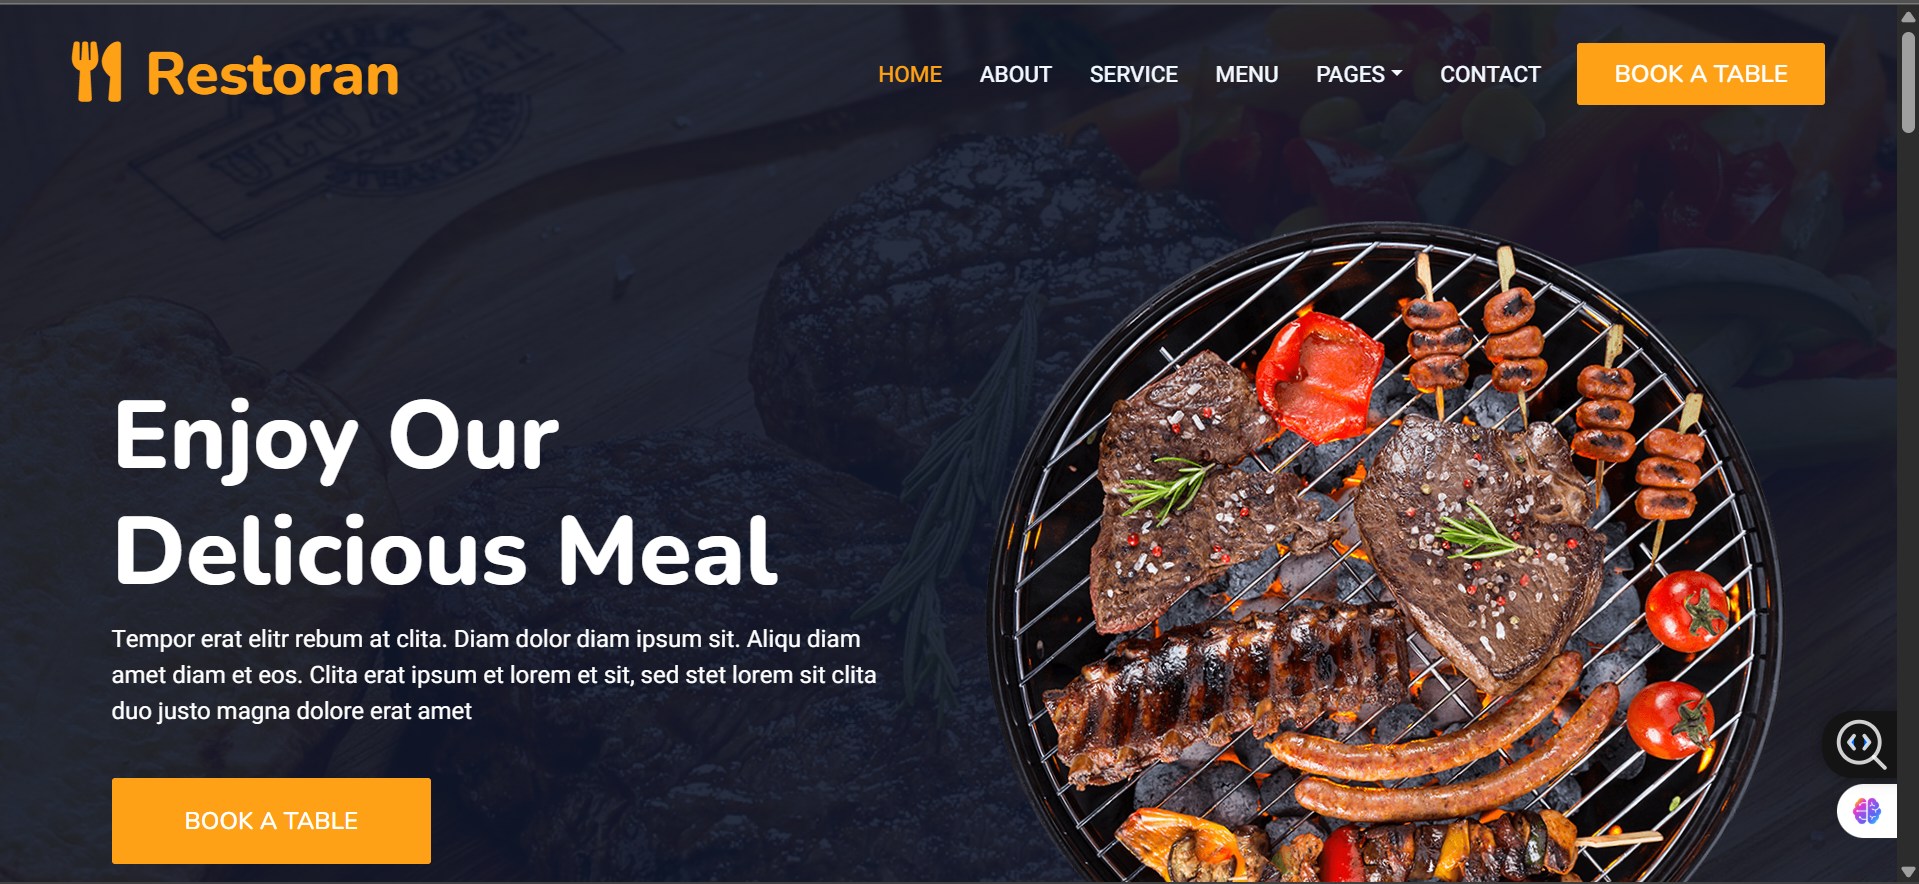 Restoran
HOME ABOUT SERVICE MENU PAGES CONTACT BOOK A TABLE
Enjoy Our
Delicious Meal
Tempor erat elitr rebum at clita. Diam dolor diam ipsum sit. Aliqu diam
amet diam et eos. Clita erat ipsum et lorem et sit, sed stet lorem sit clita
duo justo magna dolore erat amet
BOOK A TABLE